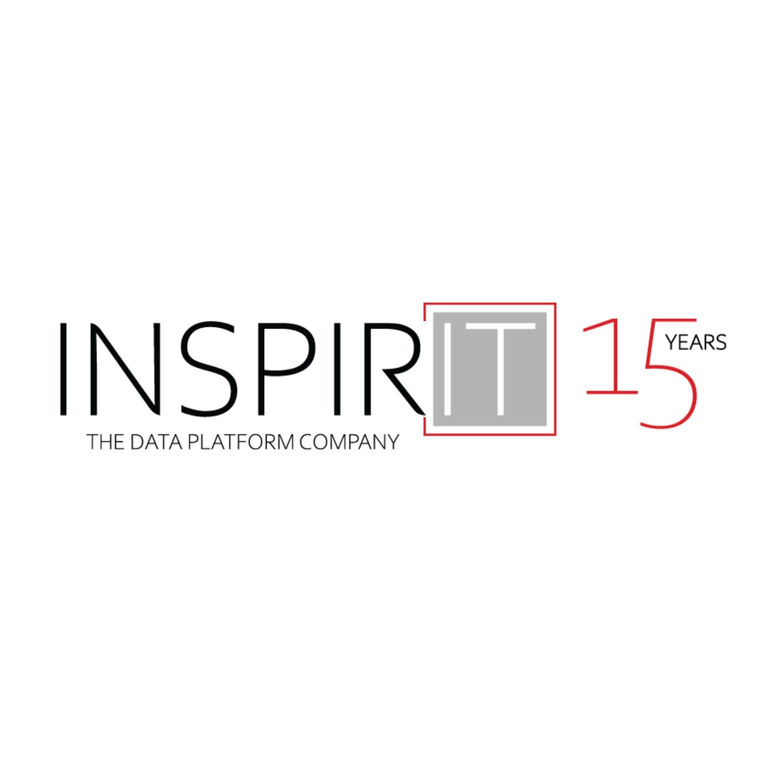 INSPIRIT
15 YEARS
THE DATA PLATFORM COMPANY